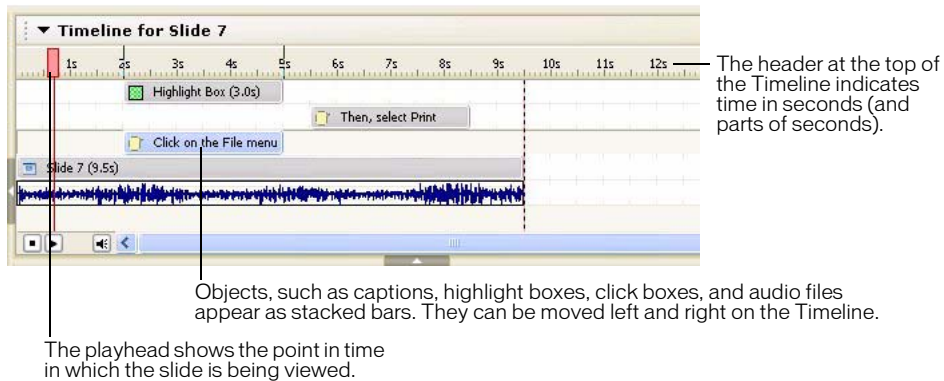 Timeline for Slide 7
1s 2s 3s 4s 5s 6s 7s 8s 9s 10s 11s 12s
The header at the top of
the Timeline indicates
time in seconds (and
parts of seconds).
Highlight Box (3.0s)
Then, select Print
Click on the File menu
Slide 7 (9.5s)
Objects, such as captions, highlight boxes, click boxes, and audio files
appear as stacked bars. They can be moved left and right on the Timeline.
The playhead shows the point in time
in which the slide is being viewed.